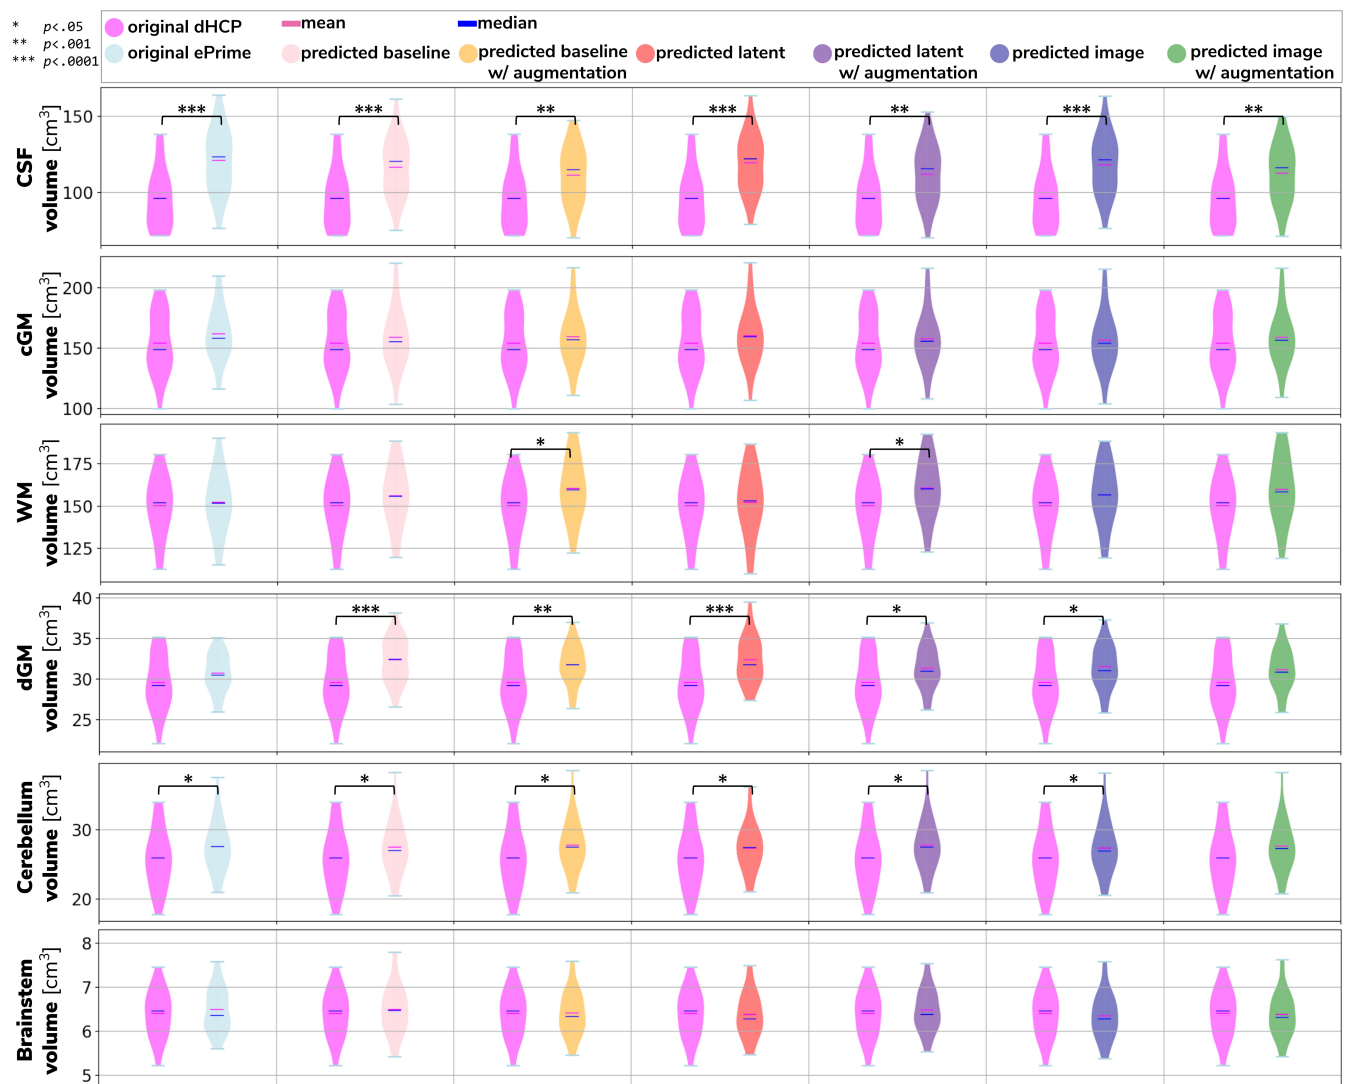 * p<.05
** p<.001
*** p<.0001
original dHCP mean median
original ePrime predicted baseline predicted baseline w/ augmentation predicted latent predicted latent w/ augmentation predicted image predicted image w/ augmentation
CSF
volume [cm³]
150
100
*** *** ** *** ** *** **
cGM
volume [cm³]
200
150
100
WM
volume [cm³]
175
150
125
* *
dGM
volume [cm³]
40
35
30
25
*** ** *** * *
Cerebellum
volume [cm³]
30
20
* * * * * *
Brainstem
volume [cm³]
8
7
6
5